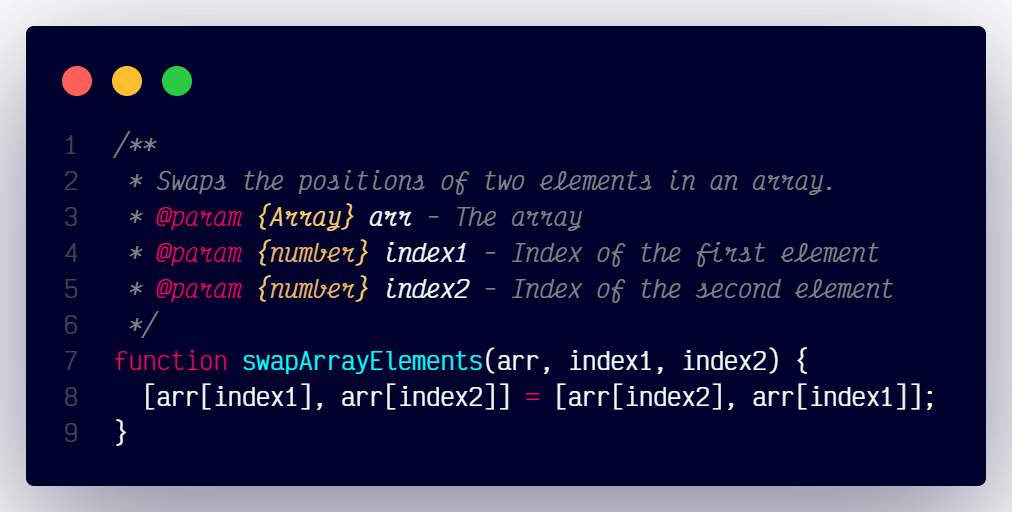 1 /**
2  * Swaps the positions of two elements in an array.
3  * @param {Array} arr - The array
4  * @param {number} index1 - Index of the first element
5  * @param {number} index2 - Index of the second element
6  */
7 function swapArrayElements(arr, index1, index2) {
8   [arr[index1], arr[index2]] = [arr[index2], arr[index1]];
9 }